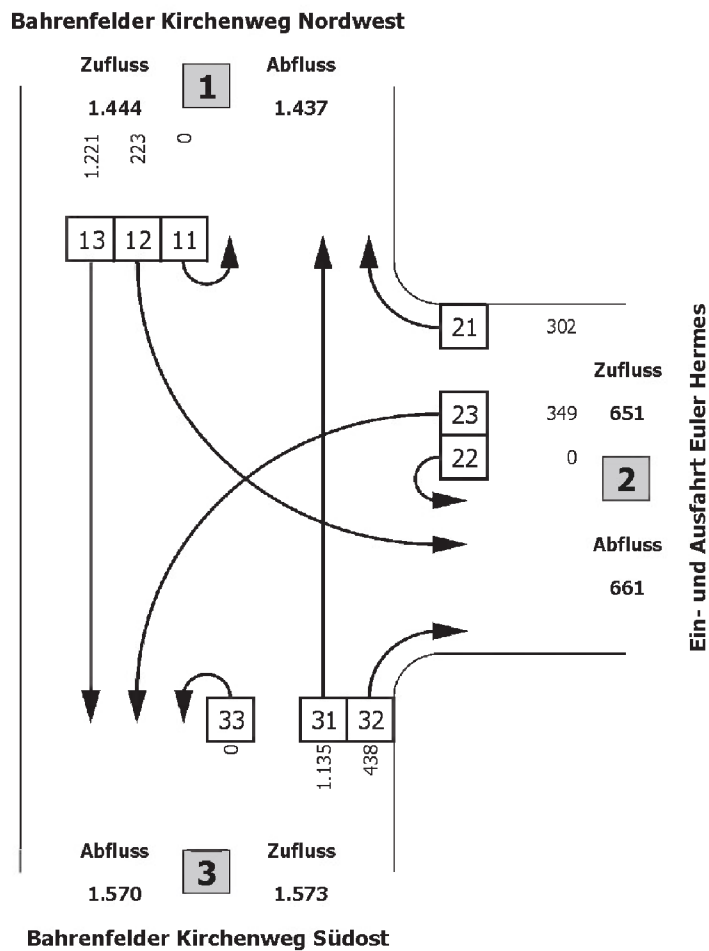 Bahrenfelder Kirchenweg Nordwest
Zufluss 1 Abfluss
1.444 1.437
1.221 223 0
13 12 11
21 302
Zufluss
23 349 651
22 0
2
Abfluss
661
Ein- und Ausfahrt Euler Hermes
33 31 32
0 1.135 438
Abfluss 3 Zufluss
1.570 1.573
Bahrenfelder Kirchenweg Südost